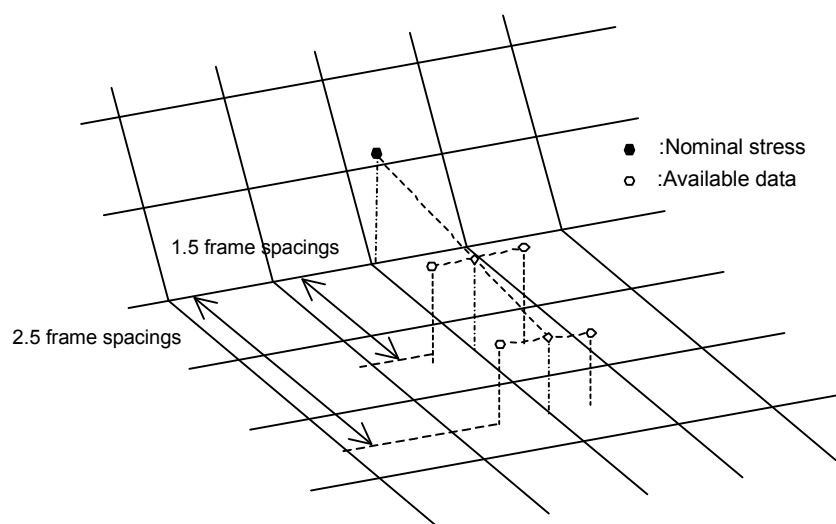 :Nominal stress
:Available data
1.5 frame spacings
2.5 frame spacings